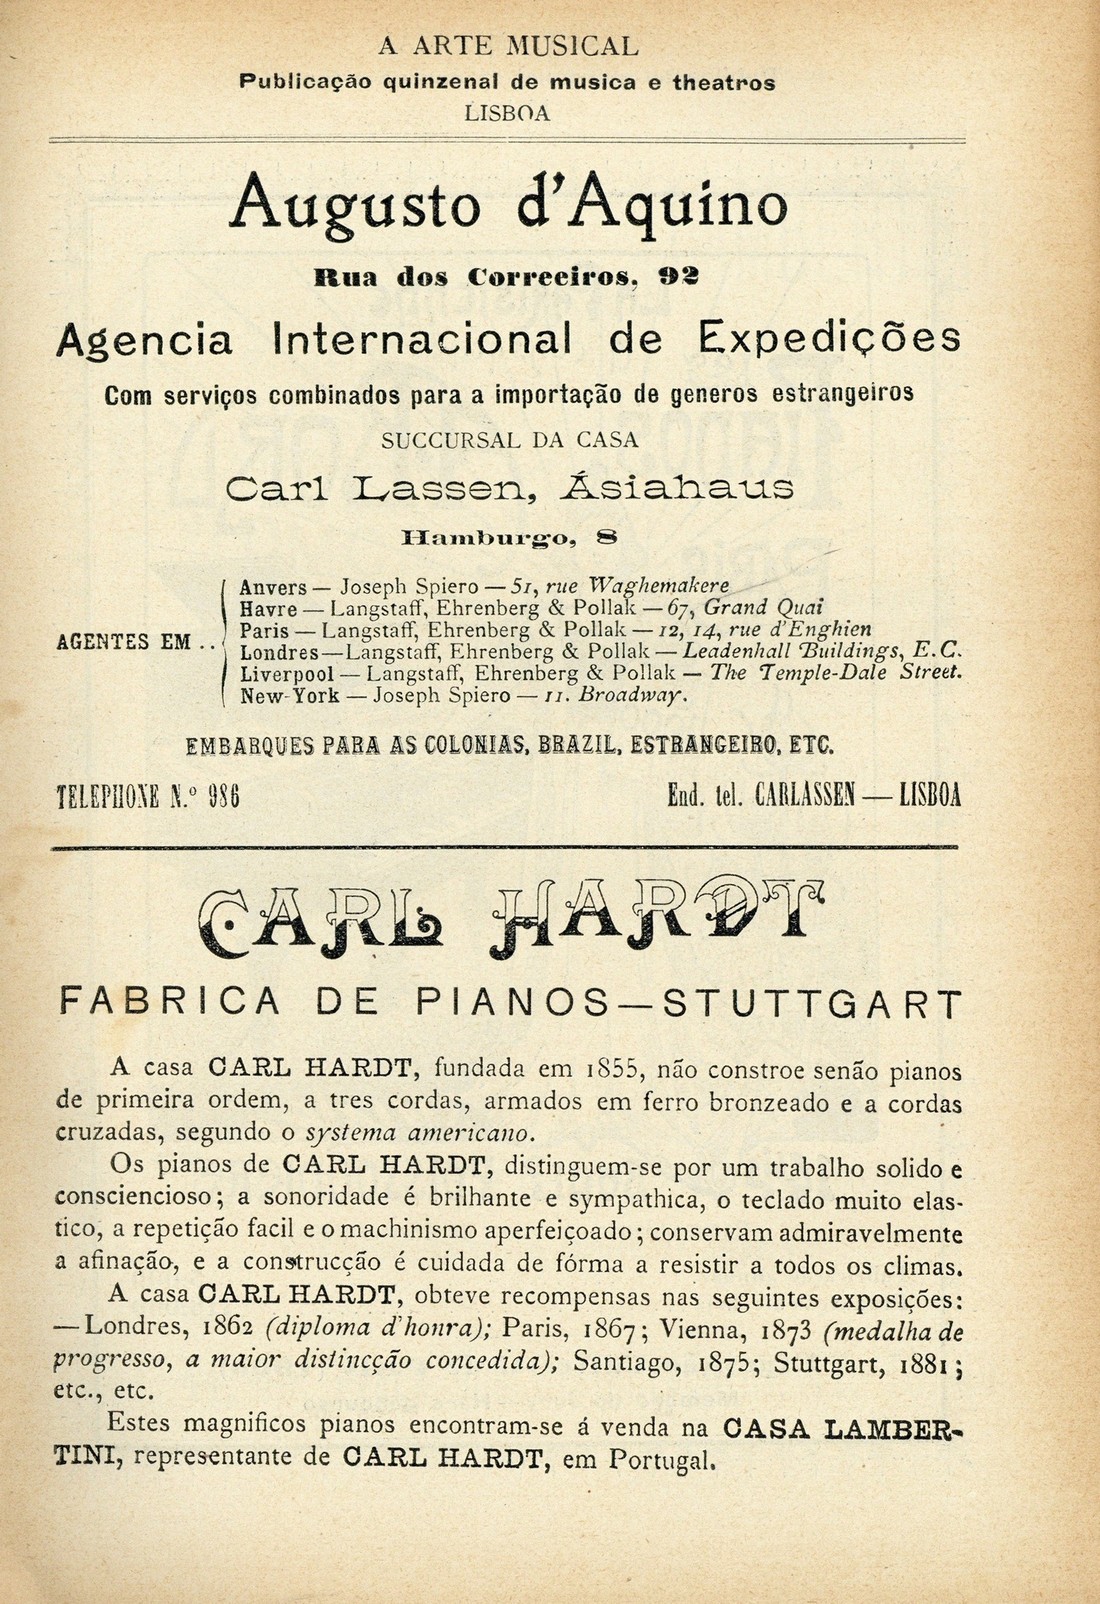 A ARTE MUSICAL
Publicação quinzenal de musica e theatros
LISBOA
Augusto d'Aquino
Rua dos Correeiros, 92
Agencia Internacional de Expedições
Com serviços combinados para a importação de generos estrangeiros
SUCCURSAL DA CASA
Carl Lassen, Ásiahaus
Hamburgo, 8
AGENTES EM ..
Anvers — Joseph Spiero — 51, rue Waghemakere
Havre — Langstaff, Ehrenberg & Pollak — 67, Grand Quai
Paris — Langstaff, Ehrenberg & Pollak — 12, 14, rue d'Enghien
Londres — Langstaff, Ehrenberg & Pollak — Leadenhall Buildings, E.C.
Liverpool — Langstaff, Ehrenberg & Pollak — The Temple-Dale Street.
New-York — Joseph Spiero — 11. Broadway.
EMBARQUES PARA AS COLONIAS, BRAZIL, ESTRANGEIRO, ETC.
TELEPHONE N.º 986 End. tel. CARLASSEN — LISBOA
CARL HARDT
FABRICA DE PIANOS—STUTTGART
A casa CARL HARDT, fundada em 1855, não constroe senão pianos
de primeira ordem, a tres cordas, armados em ferro bronzeado e a cordas
cruzadas, segundo o systema americano.
Os pianos de CARL HARDT, distinguem-se por um trabalho solido e
consciencioso; a sonoridade é brilhante e sympathica, o teclado muito elas-
tico, a repetição facil e o machinismo aperfeiçoado; conservam admiravelmente
a afinação, e a construcção é cuidada de fórma a resistir a todos os climas.
A casa CARL HARDT, obteve recompensas nas seguintes exposições:
— Londres, 1862 (diploma d'honra); Paris, 1867; Vienna, 1873 (medalha de
progresso, a maior distincção concedida); Santiago, 1875; Stuttgart, 1881;
etc., etc.
Estes magnificos pianos encontram-se á venda na CASA LAMBER-
TINI, representante de CARL HARDT, em Portugal.